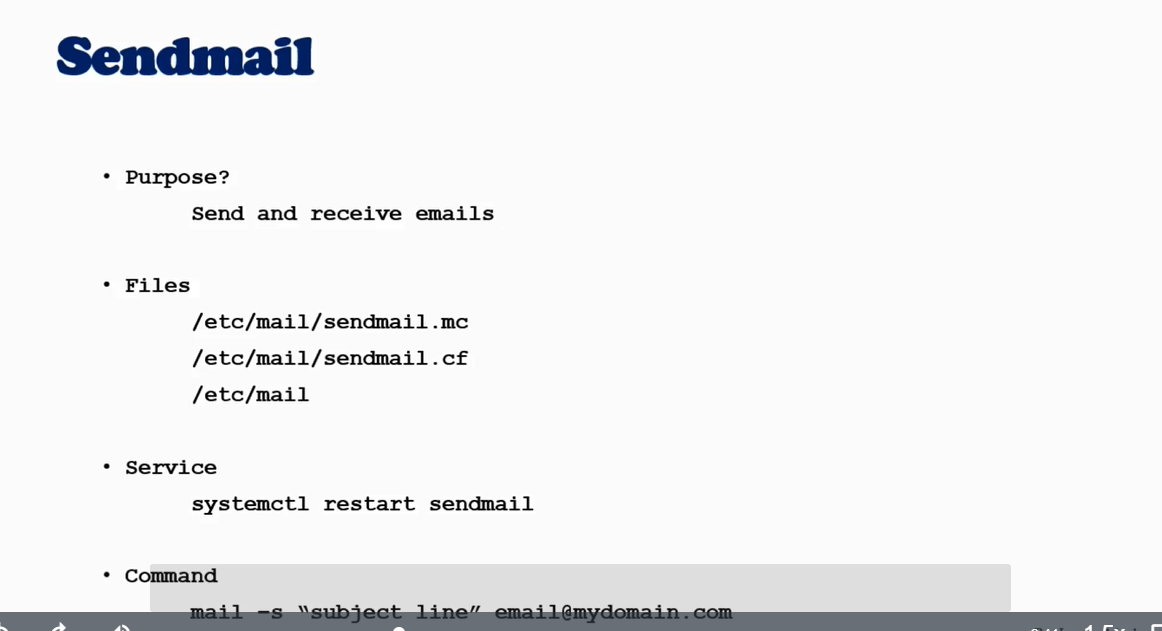 Sendmail
• Purpose?
Send and receive emails
• Files
/etc/mail/sendmail.mc
/etc/mail/sendmail.cf
/etc/mail
• Service
systemctl restart sendmail
• Command
mail –s “subject line” email@mydomain.com